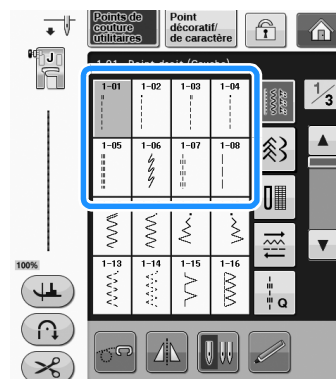 Points de
couture
utilitaires
Point
décoratif/
de caractère
J
1-01 Point droit (Gauche)
1/3
1-01 1-02 1-03 1-04
1-05 1-06 1-07 1-08
1-13 1-14 1-15 1-16
100%
Q